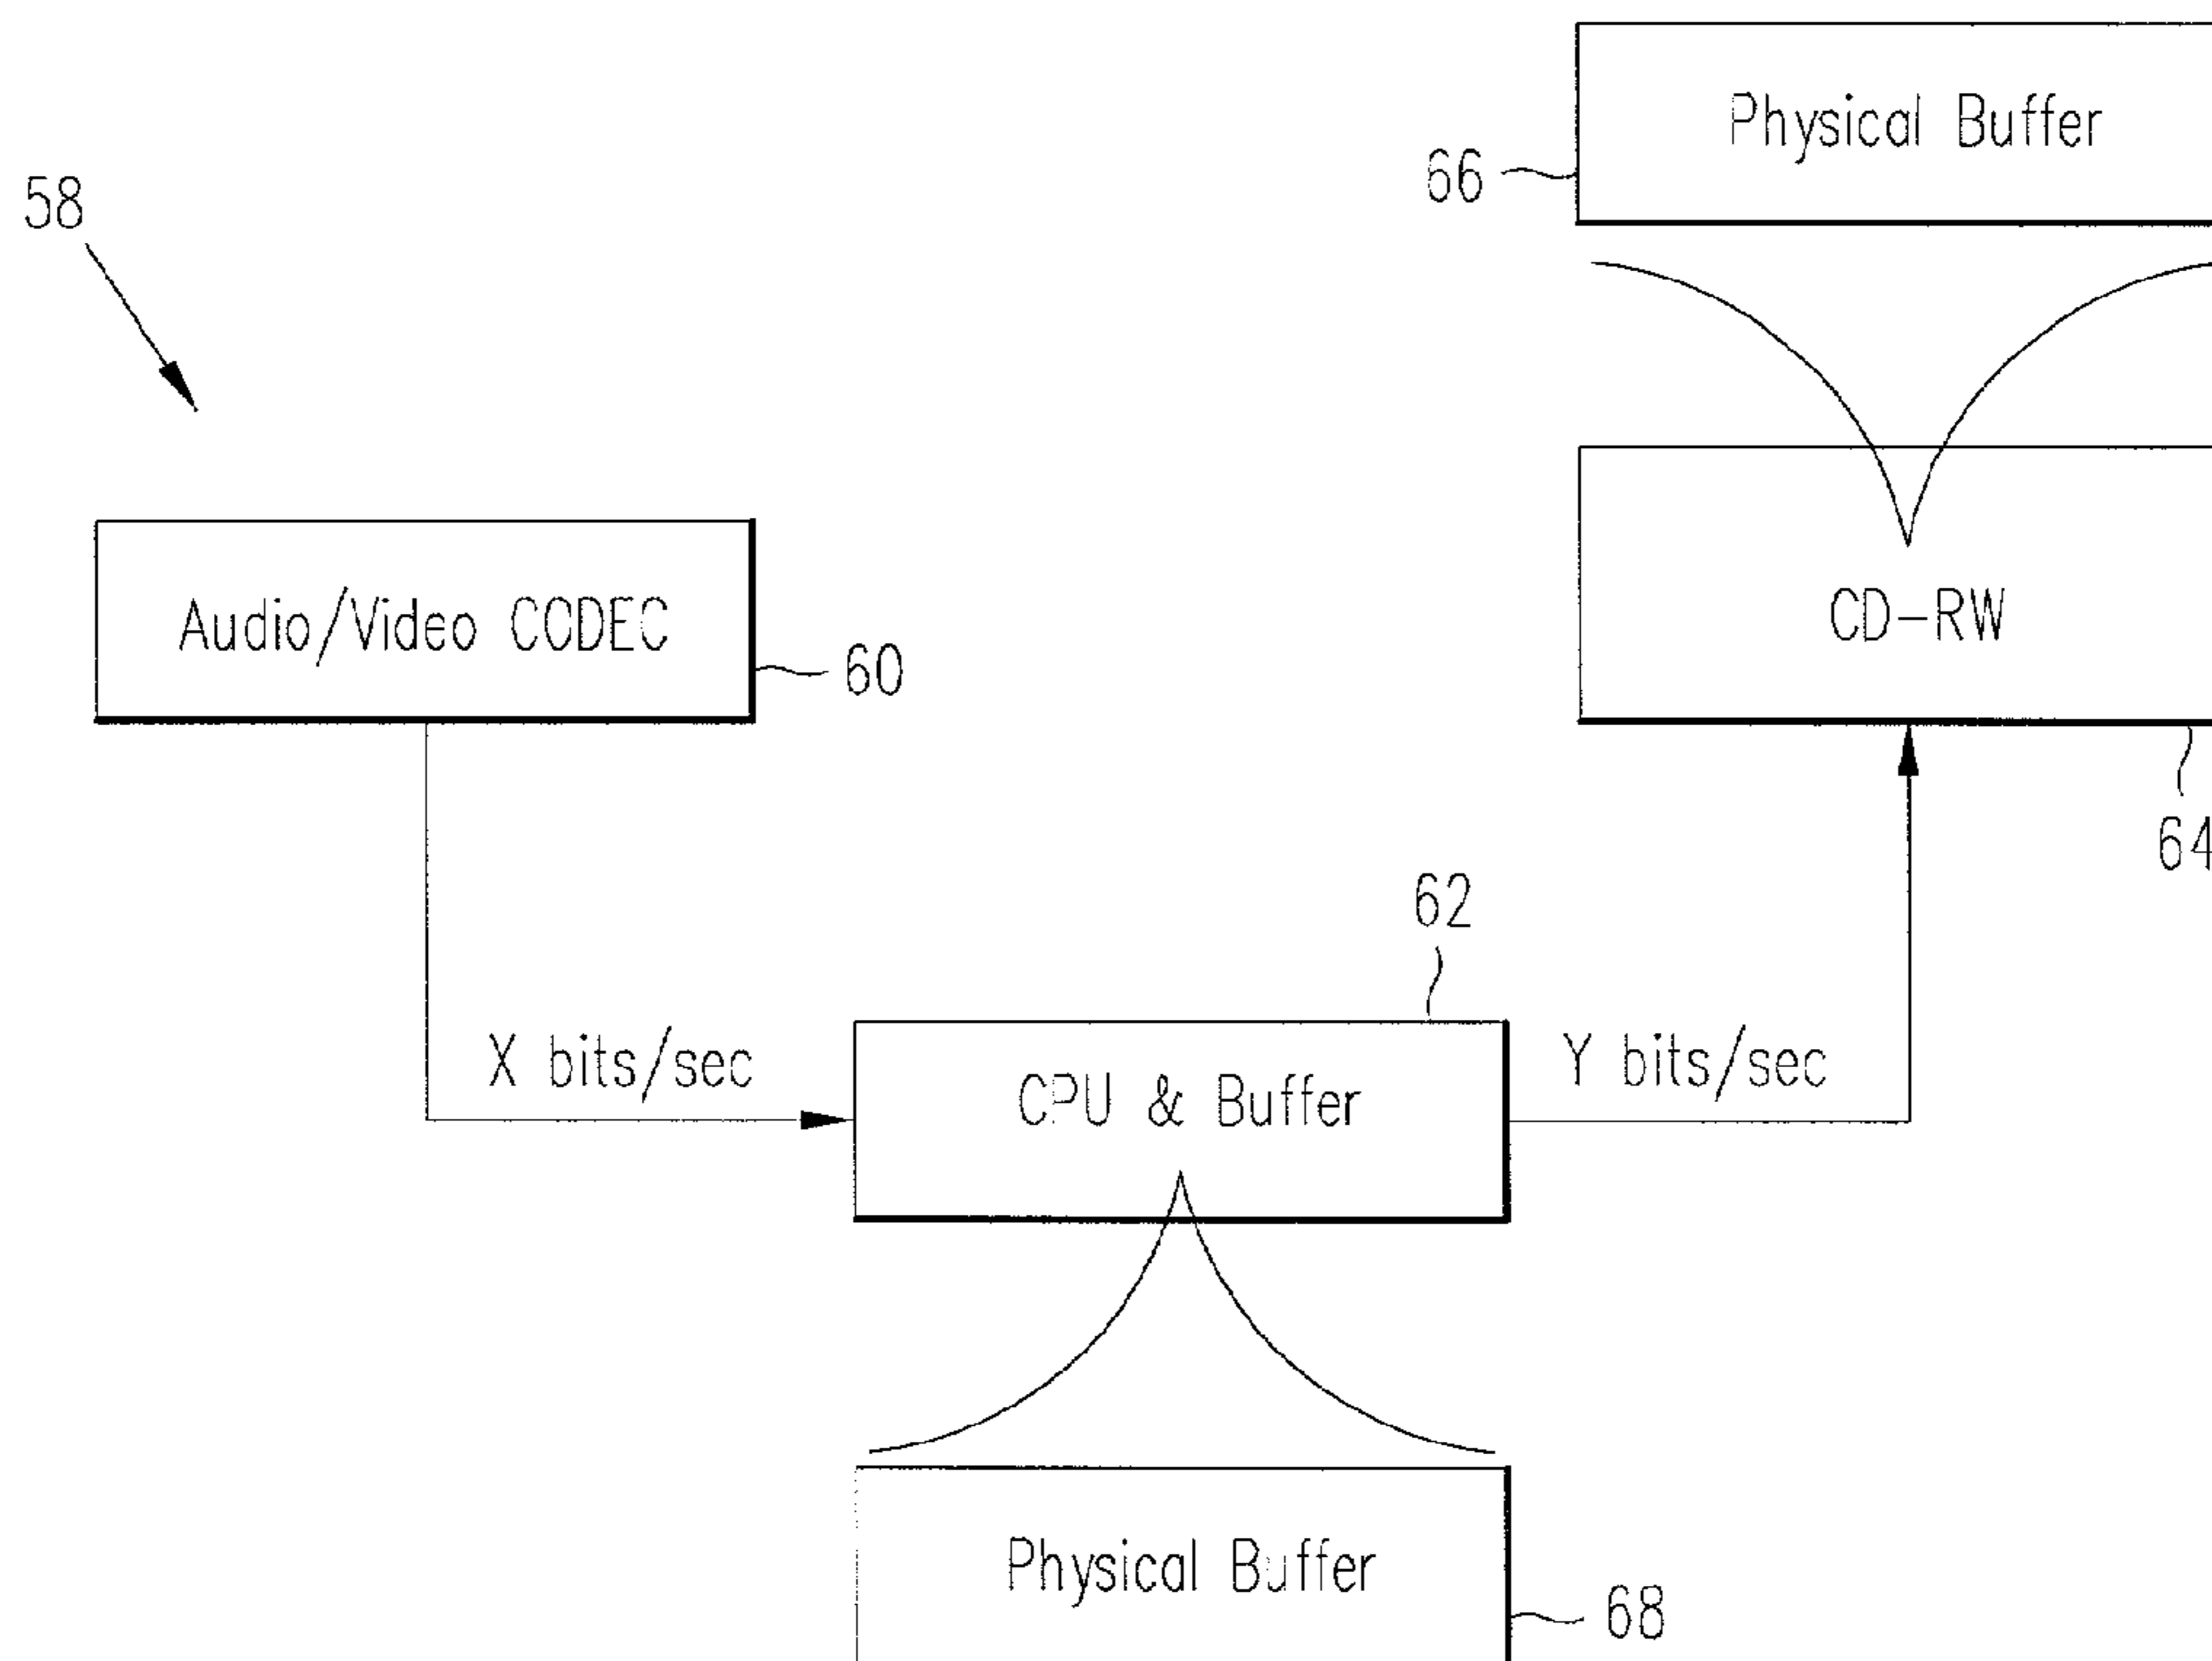 Physical Buffer
66
58
Audio/Video CODEC
60
CD-RW
64
62
X bits/sec
CPU & Buffer
Y bits/sec
Physical Buffer
68